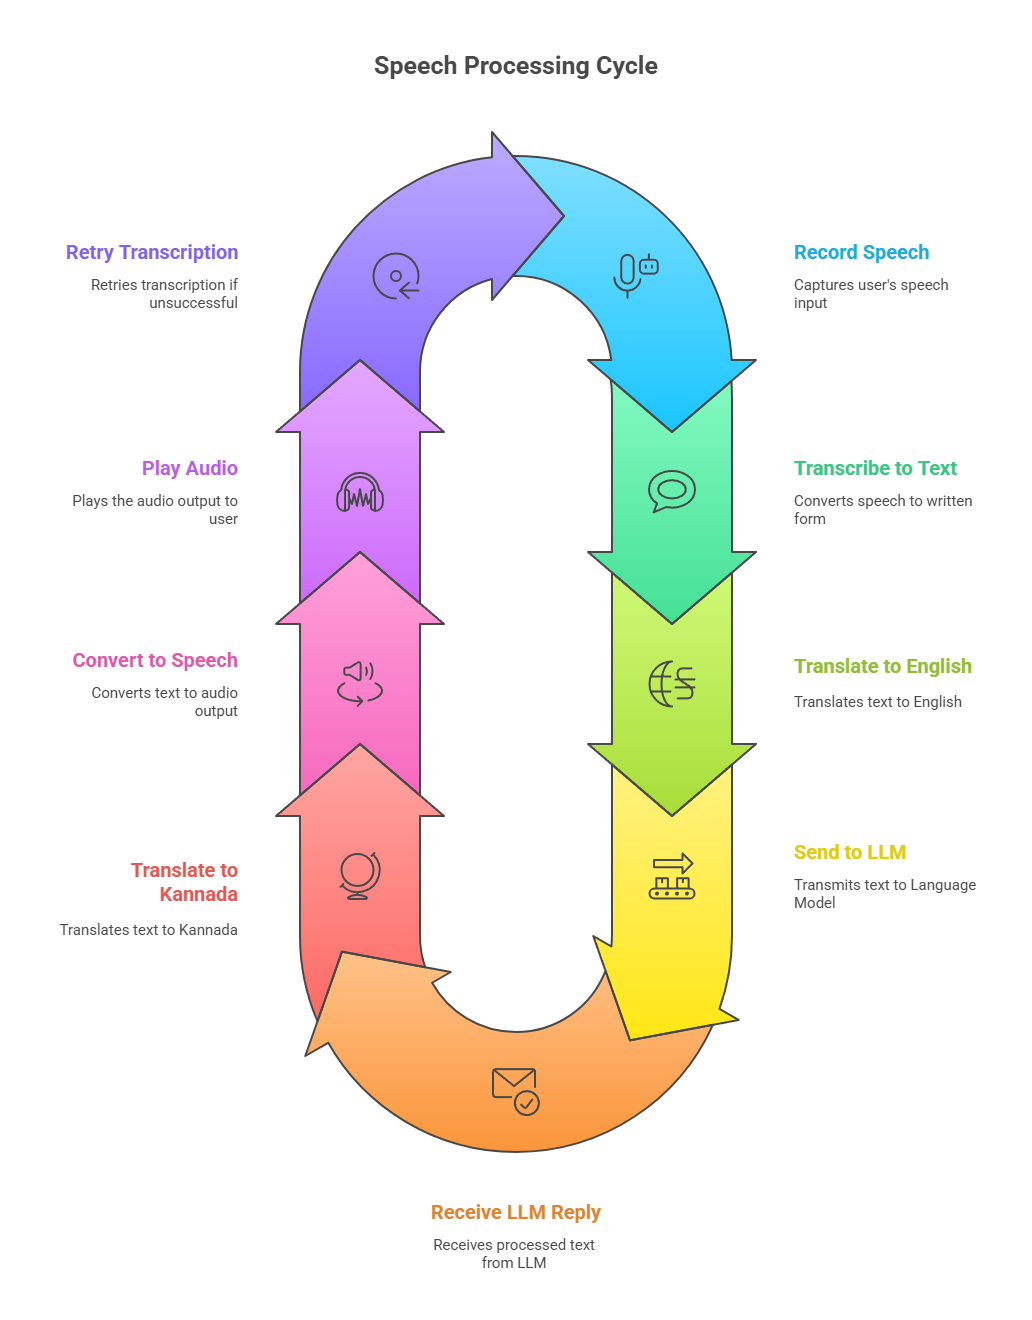 Speech Processing Cycle
Retry Transcription
Retries transcription if
unsuccessful
Record Speech
Captures user's speech
input
Play Audio
Plays the audio output to
user
Transcribe to Text
Converts speech to written
form
Convert to Speech
Converts text to audio
output
Translate to English
Translates text to English
Translate to
Kannada
Translates text to Kannada
Send to LLM
Transmits text to Language
Model
Receive LLM Reply
Receives processed text
from LLM